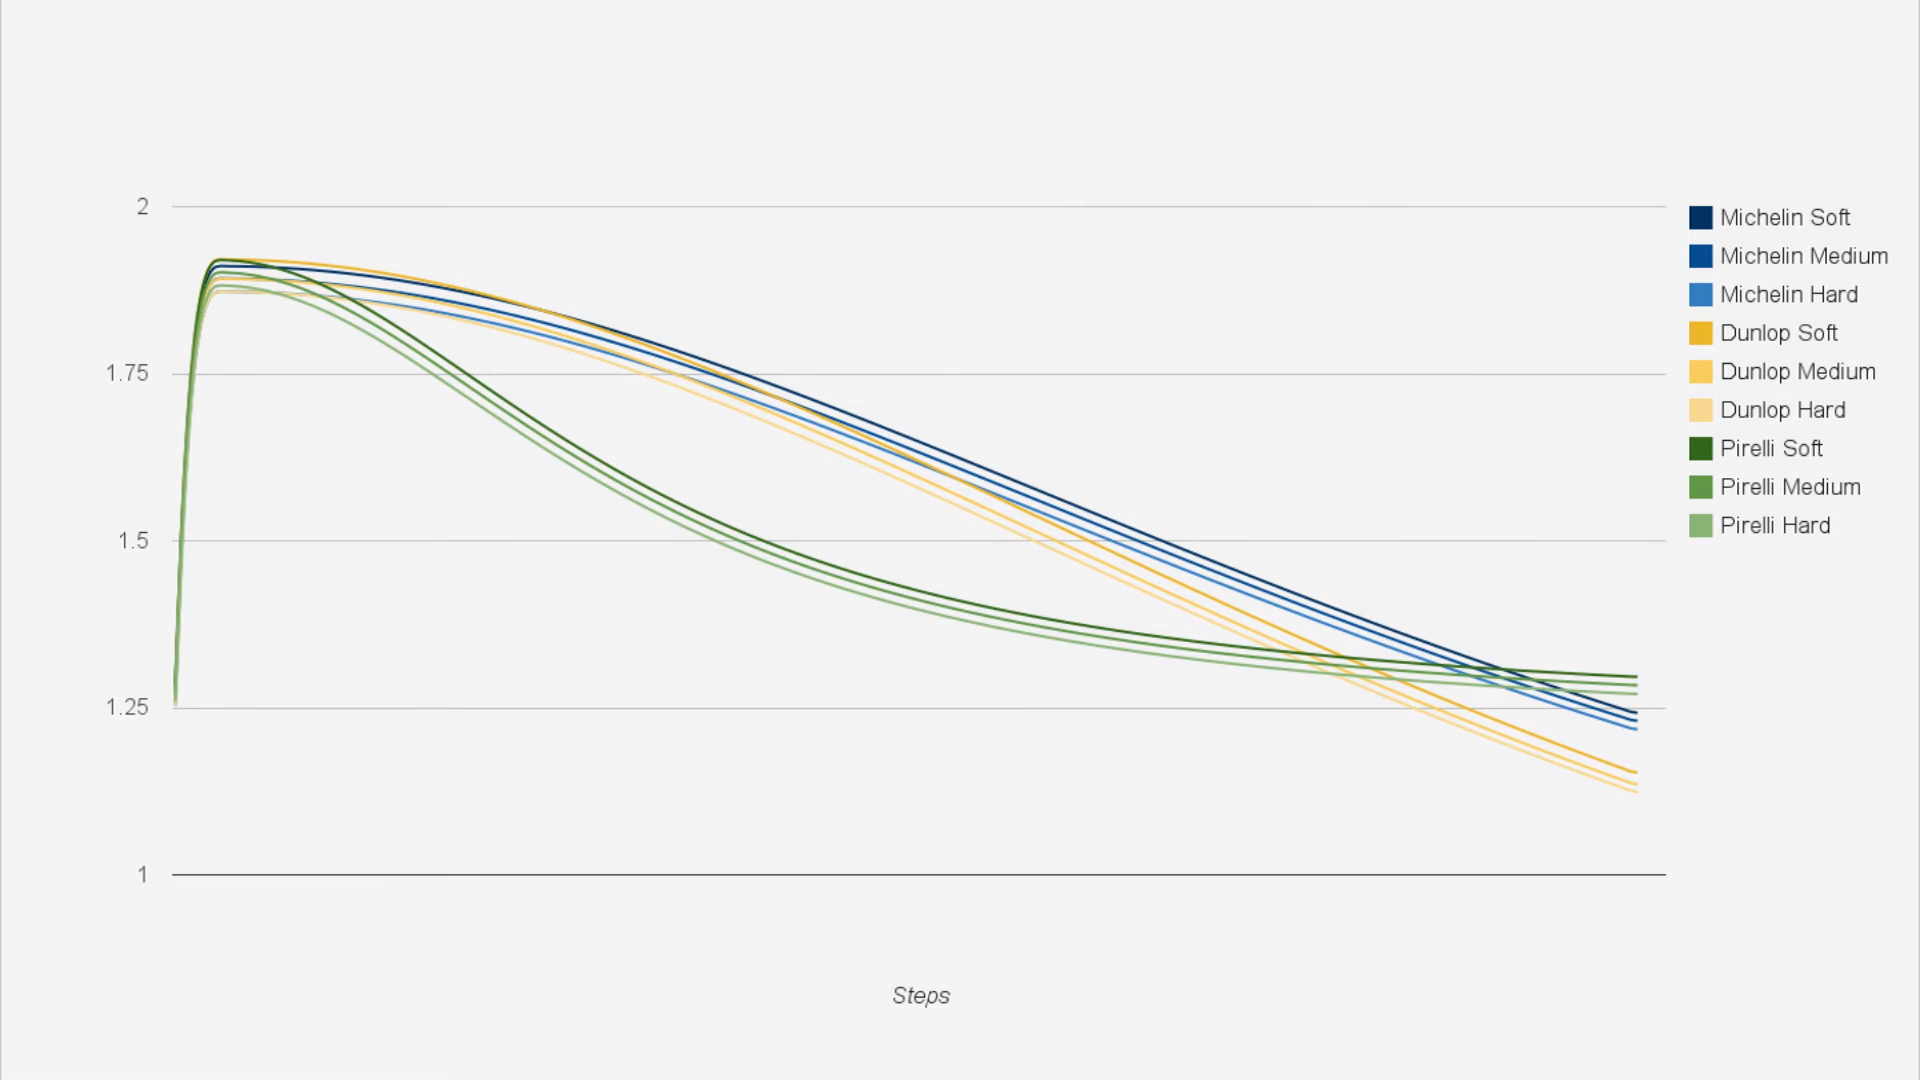 2
1.75
1.5
1.25
1
Steps
Michelin Soft
Michelin Medium
Michelin Hard
Dunlop Soft
Dunlop Medium
Dunlop Hard
Pirelli Soft
Pirelli Medium
Pirelli Hard